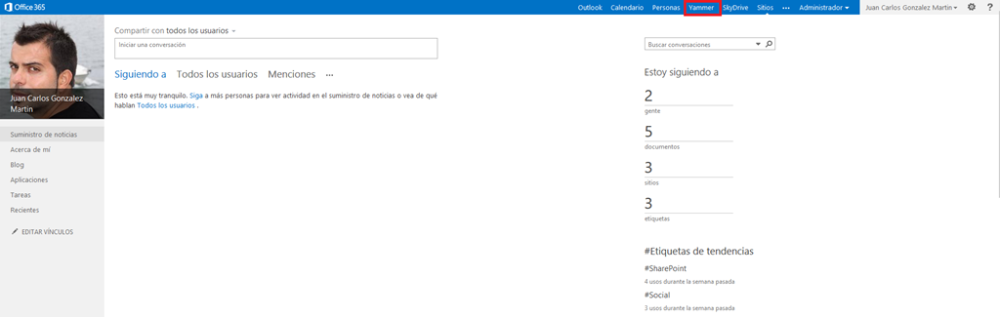 Office 365
Outlook Calendario Personas Yammer SkyDrive Sitios ••• Administrador Juan Carlos Gonzalez Martin ?
Juan Carlos Gonzalez
Martin
Suministro de noticias
Acerca de mí
Blog
Aplicaciones
Tareas
Recientes
EDITAR VÍNCULOS
Compartir con todos los usuarios
Iniciar una conversación
Siguiendo a Todos los usuarios Menciones •••
Esto está muy tranquilo. Siga a más personas para ver actividad en el suministro de noticias o vea de qué
hablan Todos los usuarios .
Buscar conversaciones
Estoy siguiendo a
2
gente
5
documentos
3
sitios
3
etiquetas
#Etiquetas de tendencias
#SharePoint
4 usos durante la semana pasada
#Social
3 usos durante la semana pasada